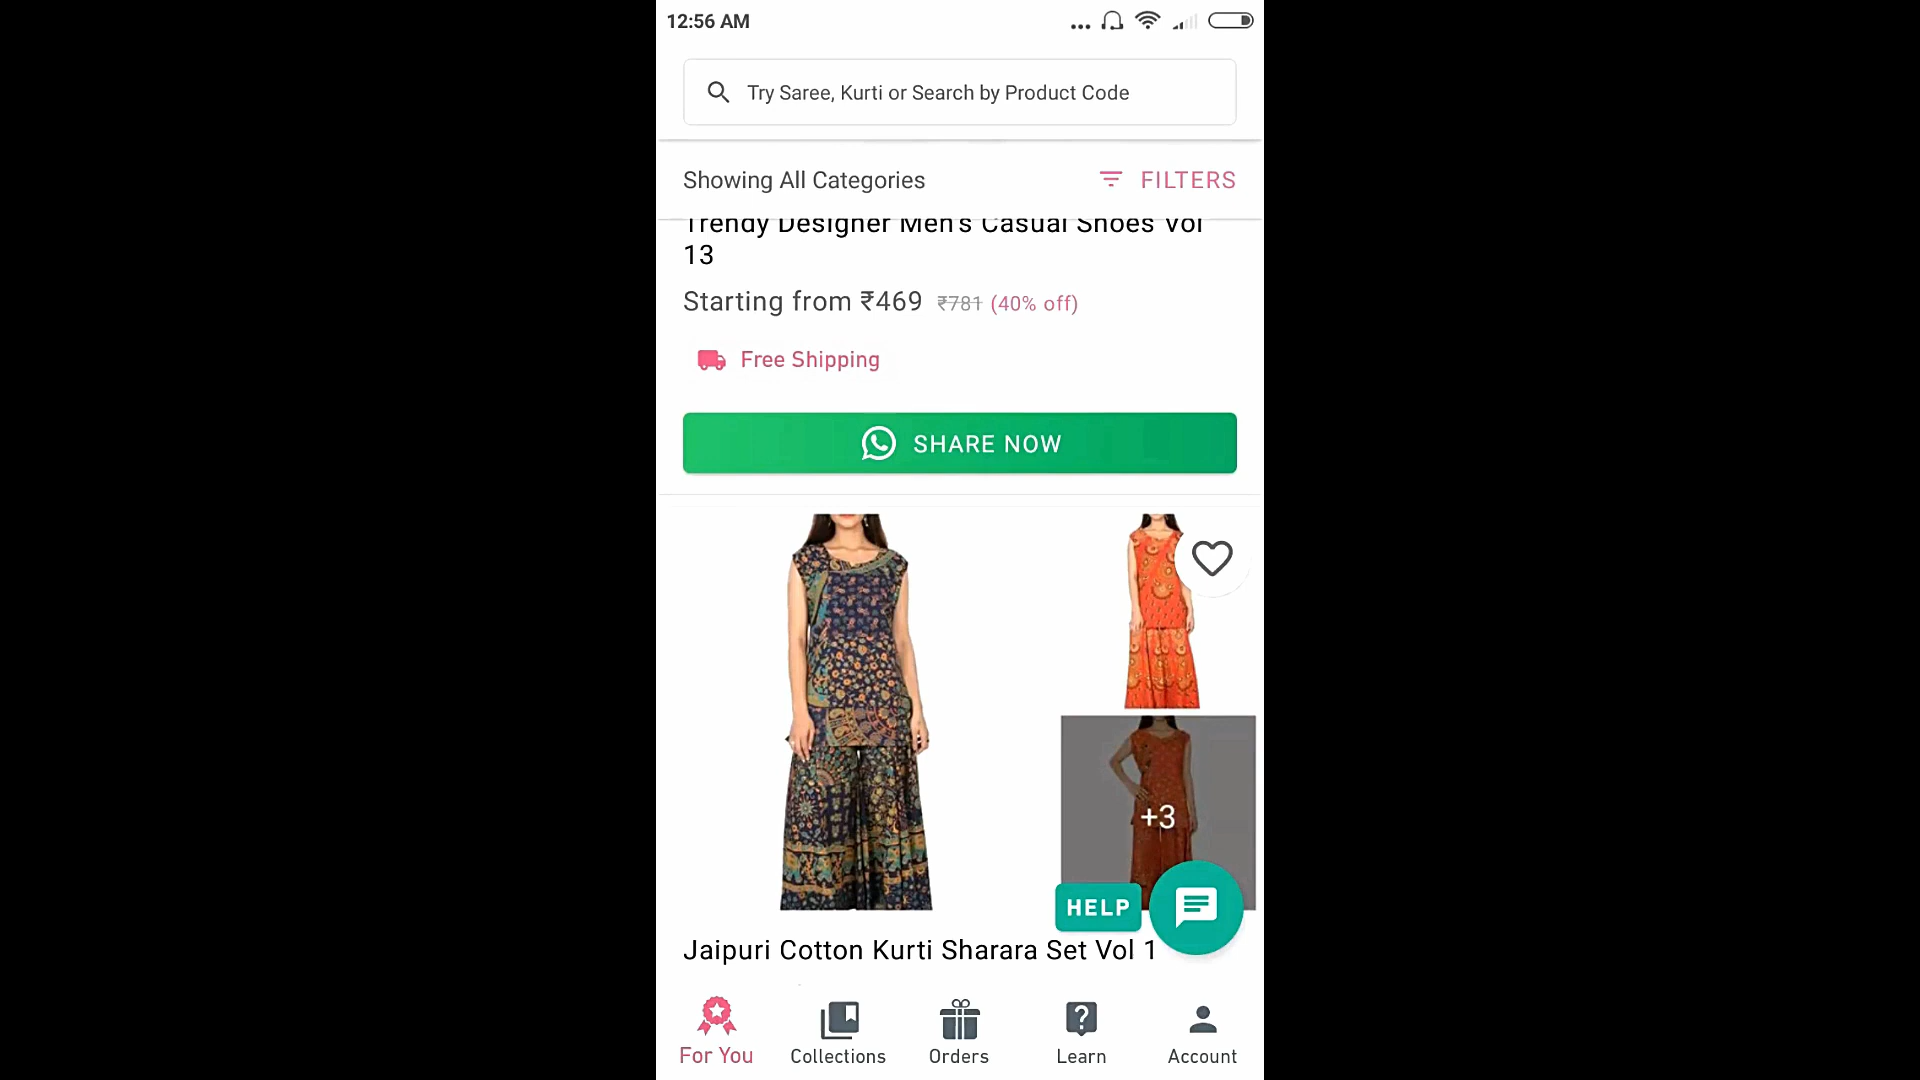 12:56 AM
Try Saree, Kurti or Search by Product Code
Showing All Categories
FILTERS
Trendy Designer Men's Casual Shoes Vol
13
Starting from ₹469 ₹781 (40% off)
Free Shipping
SHARE NOW
+3
HELP
Jaipuri Cotton Kurti Sharara Set Vol 1
For You
Collections
Orders
Learn
Account